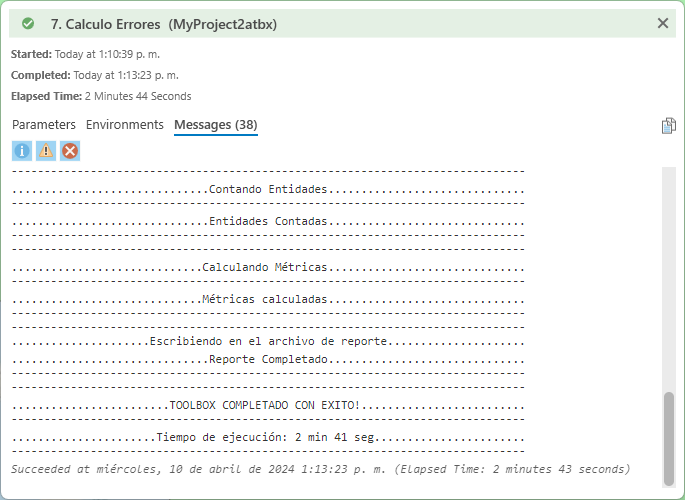 7. Calculo Errores  (MyProject2atbx)
Started: Today at 1:10:39 p. m.
Completed: Today at 1:13:23 p. m.
Elapsed Time: 2 Minutes 44 Seconds
Parameters Environments Messages (38)
------------------------------------------------------------------------------
..............................Contando Entidades..............................
------------------------------------------------------------------------------
..............................Entidades Contadas..............................
------------------------------------------------------------------------------
------------------------------------------------------------------------------
.............................Calculando Métricas..............................
------------------------------------------------------------------------------
.............................Métricas calculadas..............................
------------------------------------------------------------------------------
------------------------------------------------------------------------------
.....................Escribiendo en el archivo de reporte.....................
..............................Reporte Completado..............................
------------------------------------------------------------------------------
------------------------------------------------------------------------------
........................TOOLBOX COMPLETADO CON EXITO!.........................
------------------------------------------------------------------------------
......................Tiempo de ejecución: 2 min 41 seg.......................
------------------------------------------------------------------------------
Succeeded at miércoles, 10 de abril de 2024 1:13:23 p. m. (Elapsed Time: 2 minutes 43 seconds)